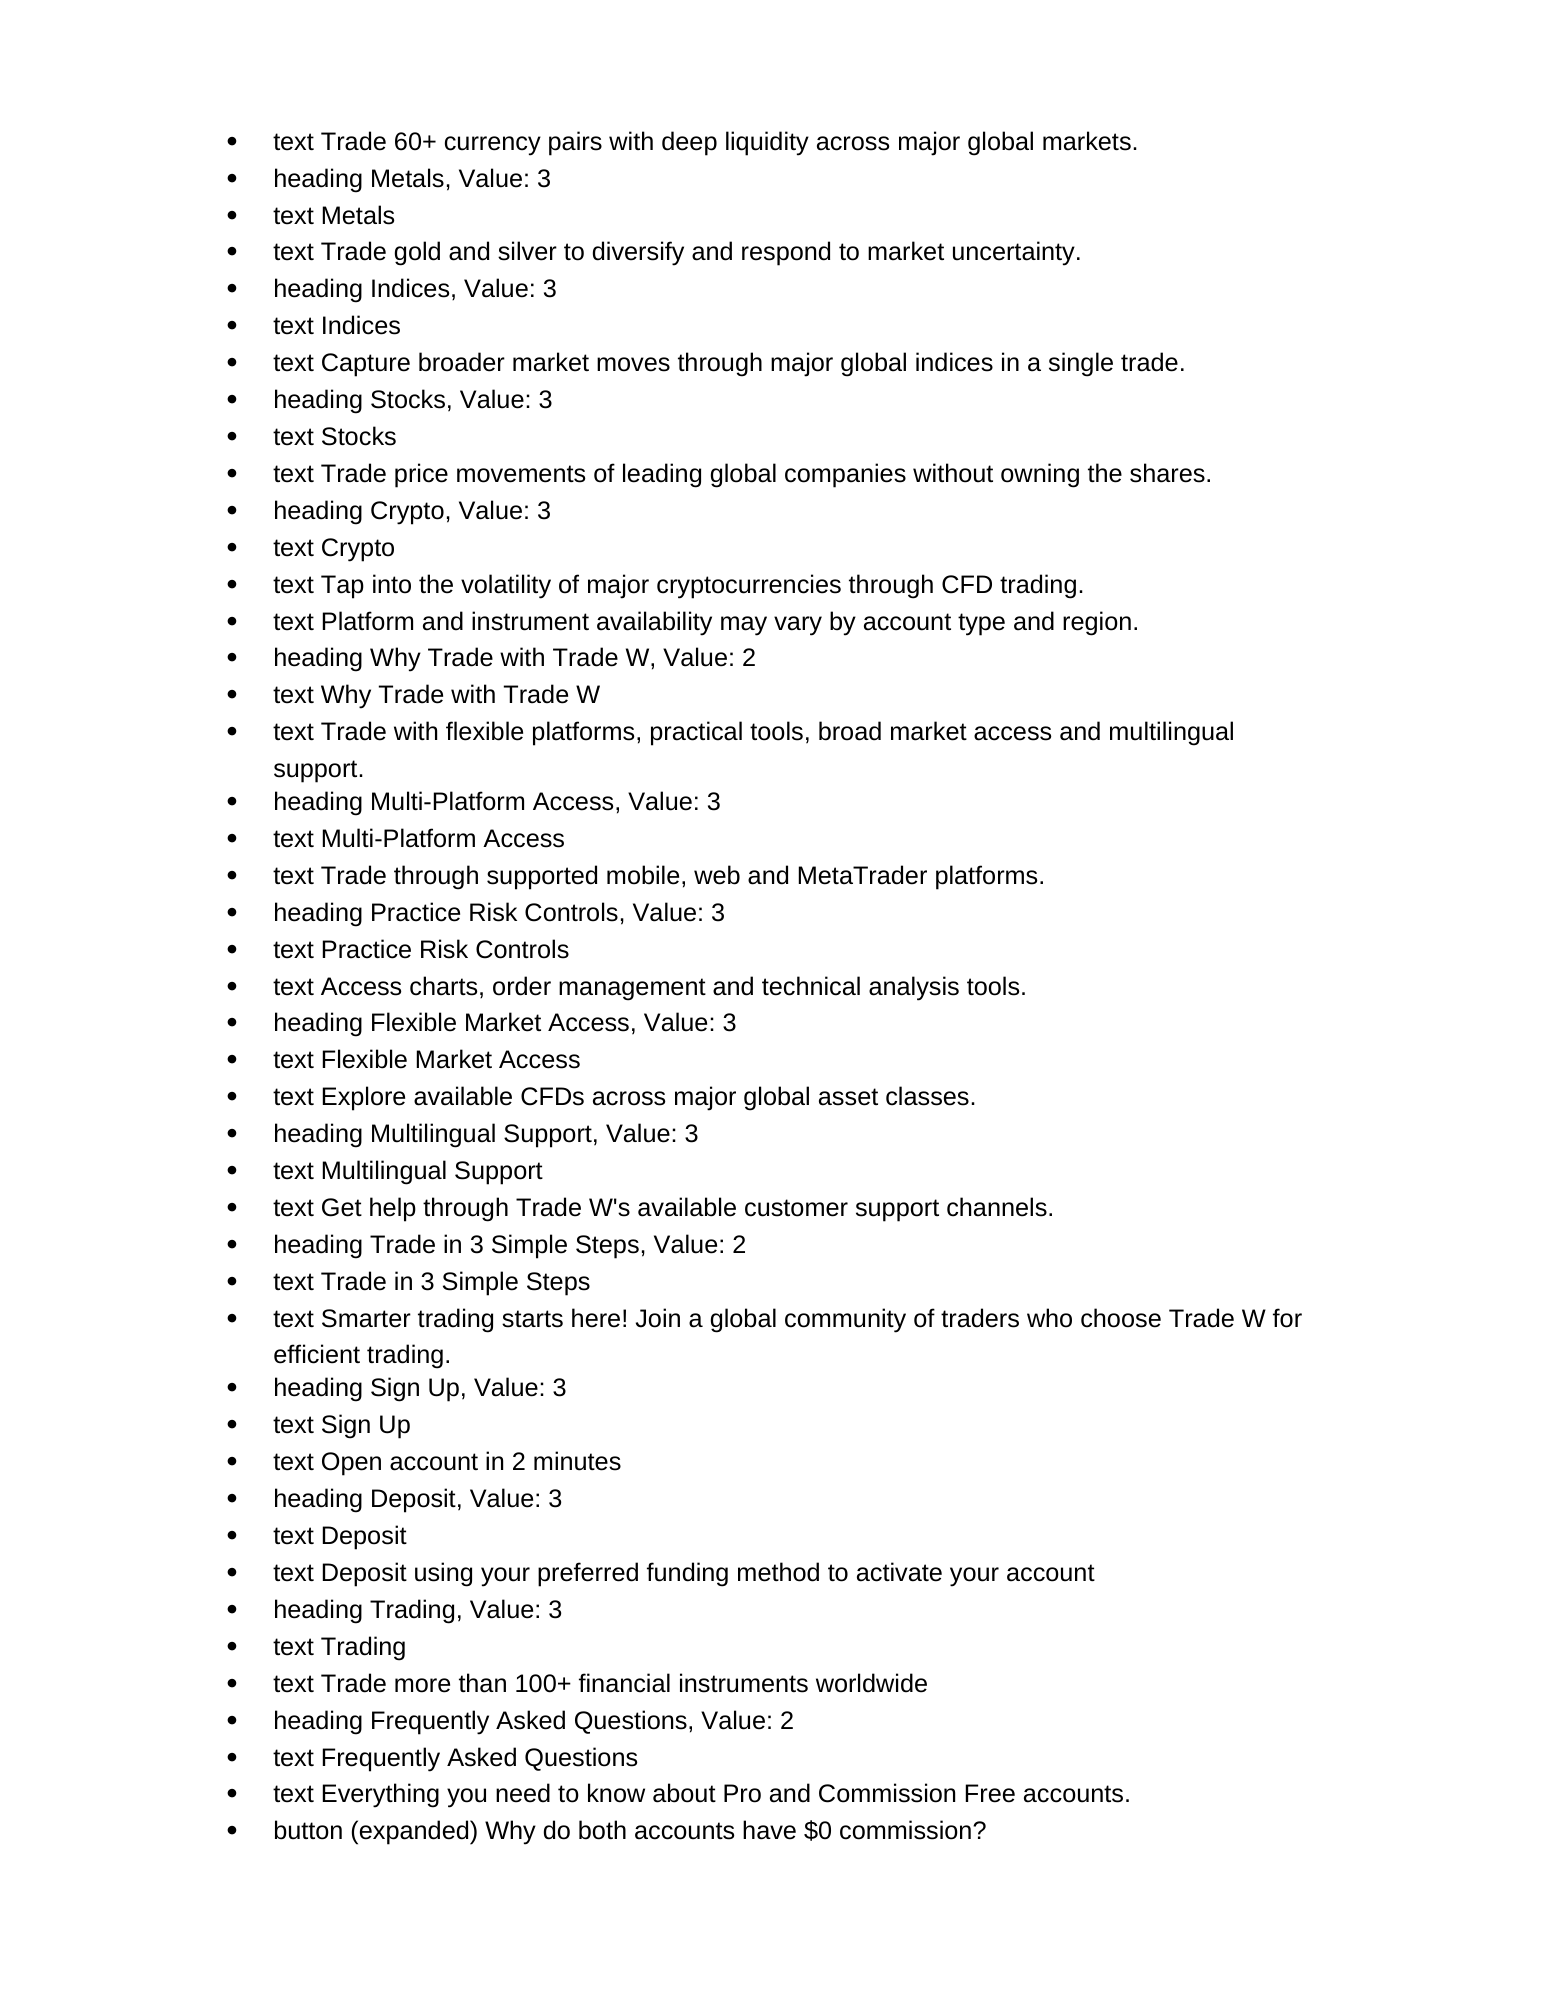 • text Trade 60+ currency pairs with deep liquidity across major global markets.
• heading Metals, Value: 3
• text Metals
• text Trade gold and silver to diversify and respond to market uncertainty.
• heading Indices, Value: 3
• text Indices
• text Capture broader market moves through major global indices in a single trade.
• heading Stocks, Value: 3
• text Stocks
• text Trade price movements of leading global companies without owning the shares.
• heading Crypto, Value: 3
• text Crypto
• text Tap into the volatility of major cryptocurrencies through CFD trading.
• text Platform and instrument availability may vary by account type and region.
• heading Why Trade with Trade W, Value: 2
• text Why Trade with Trade W
• text Trade with flexible platforms, practical tools, broad market access and multilingual
support.
• heading Multi-Platform Access, Value: 3
• text Multi-Platform Access
• text Trade through supported mobile, web and MetaTrader platforms.
• heading Practice Risk Controls, Value: 3
• text Practice Risk Controls
• text Access charts, order management and technical analysis tools.
• heading Flexible Market Access, Value: 3
• text Flexible Market Access
• text Explore available CFDs across major global asset classes.
• heading Multilingual Support, Value: 3
• text Multilingual Support
• text Get help through Trade W's available customer support channels.
• heading Trade in 3 Simple Steps, Value: 2
• text Trade in 3 Simple Steps
• text Smarter trading starts here! Join a global community of traders who choose Trade W for
efficient trading.
• heading Sign Up, Value: 3
• text Sign Up
• text Open account in 2 minutes
• heading Deposit, Value: 3
• text Deposit
• text Deposit using your preferred funding method to activate your account
• heading Trading, Value: 3
• text Trading
• text Trade more than 100+ financial instruments worldwide
• heading Frequently Asked Questions, Value: 2
• text Frequently Asked Questions
• text Everything you need to know about Pro and Commission Free accounts.
• button (expanded) Why do both accounts have $0 commission?